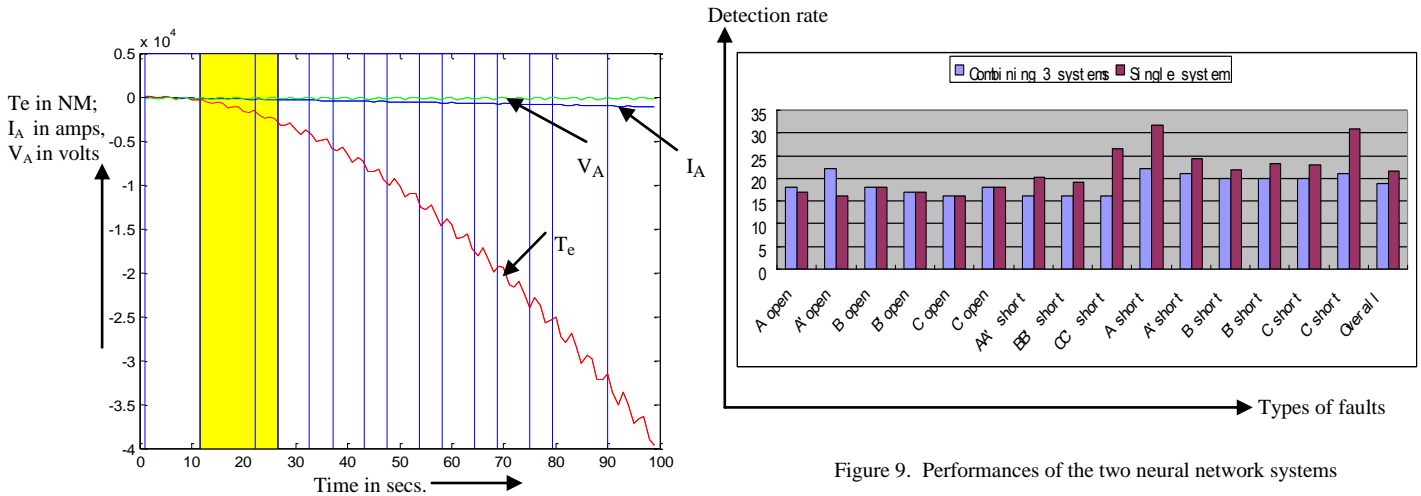 x 10⁴
0.5
0
-0.5
-1
-1.5
-2
-2.5
-3
-3.5
-4
0 10 20 30 40 50 60 70 80 90 100
Te in NM;
I_A in amps,
V_A in volts
V_A
I_A
T_e
Time in secs.
Detection rate
Combining 3 systems Single system
35
30
25
20
15
10
5
0
A open
A' open
B open
B' open
C open
C' open
AA' short
BB' short
CC' short
A short
A' short
B short
B' short
C short
C' short
Overall
Types of faults
Figure 9. Performances of the two neural network systems